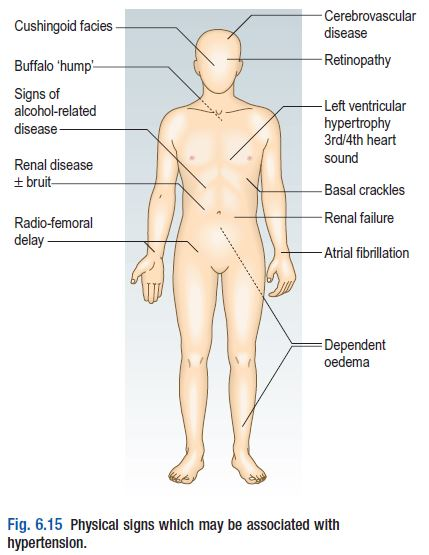 Cushingoid facies
Buffalo ‘hump’
Signs of
alcohol-related
disease
Renal disease
± bruit
Radio-femoral
delay
Cerebrovascular
disease
Retinopathy
Left ventricular
hypertrophy
3rd/4th heart
sound
Basal crackles
Renal failure
Atrial fibrillation
Dependent
oedema
Fig. 6.15 Physical signs which may be associated with
hypertension.